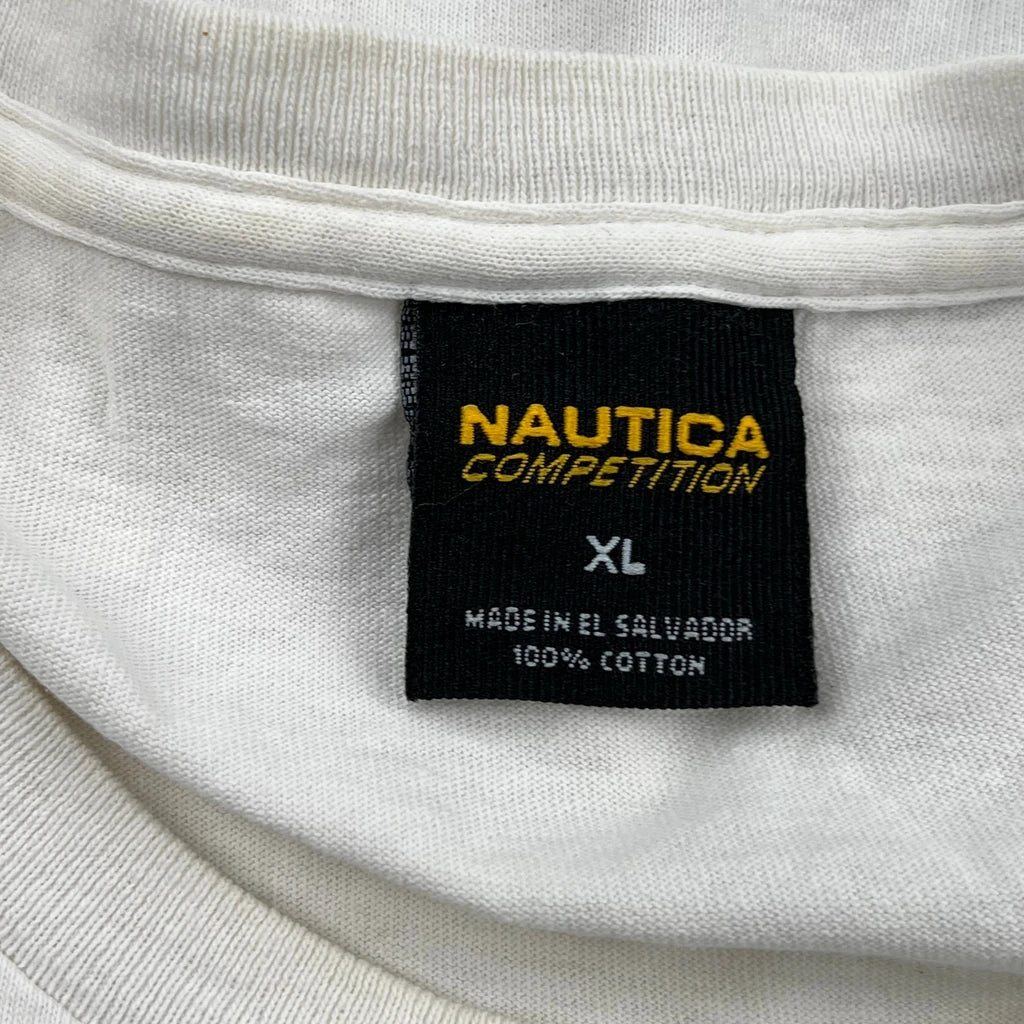 NAUTICA
COMPETITION
XL
MADE IN EL SALVADOR
100% COTTON